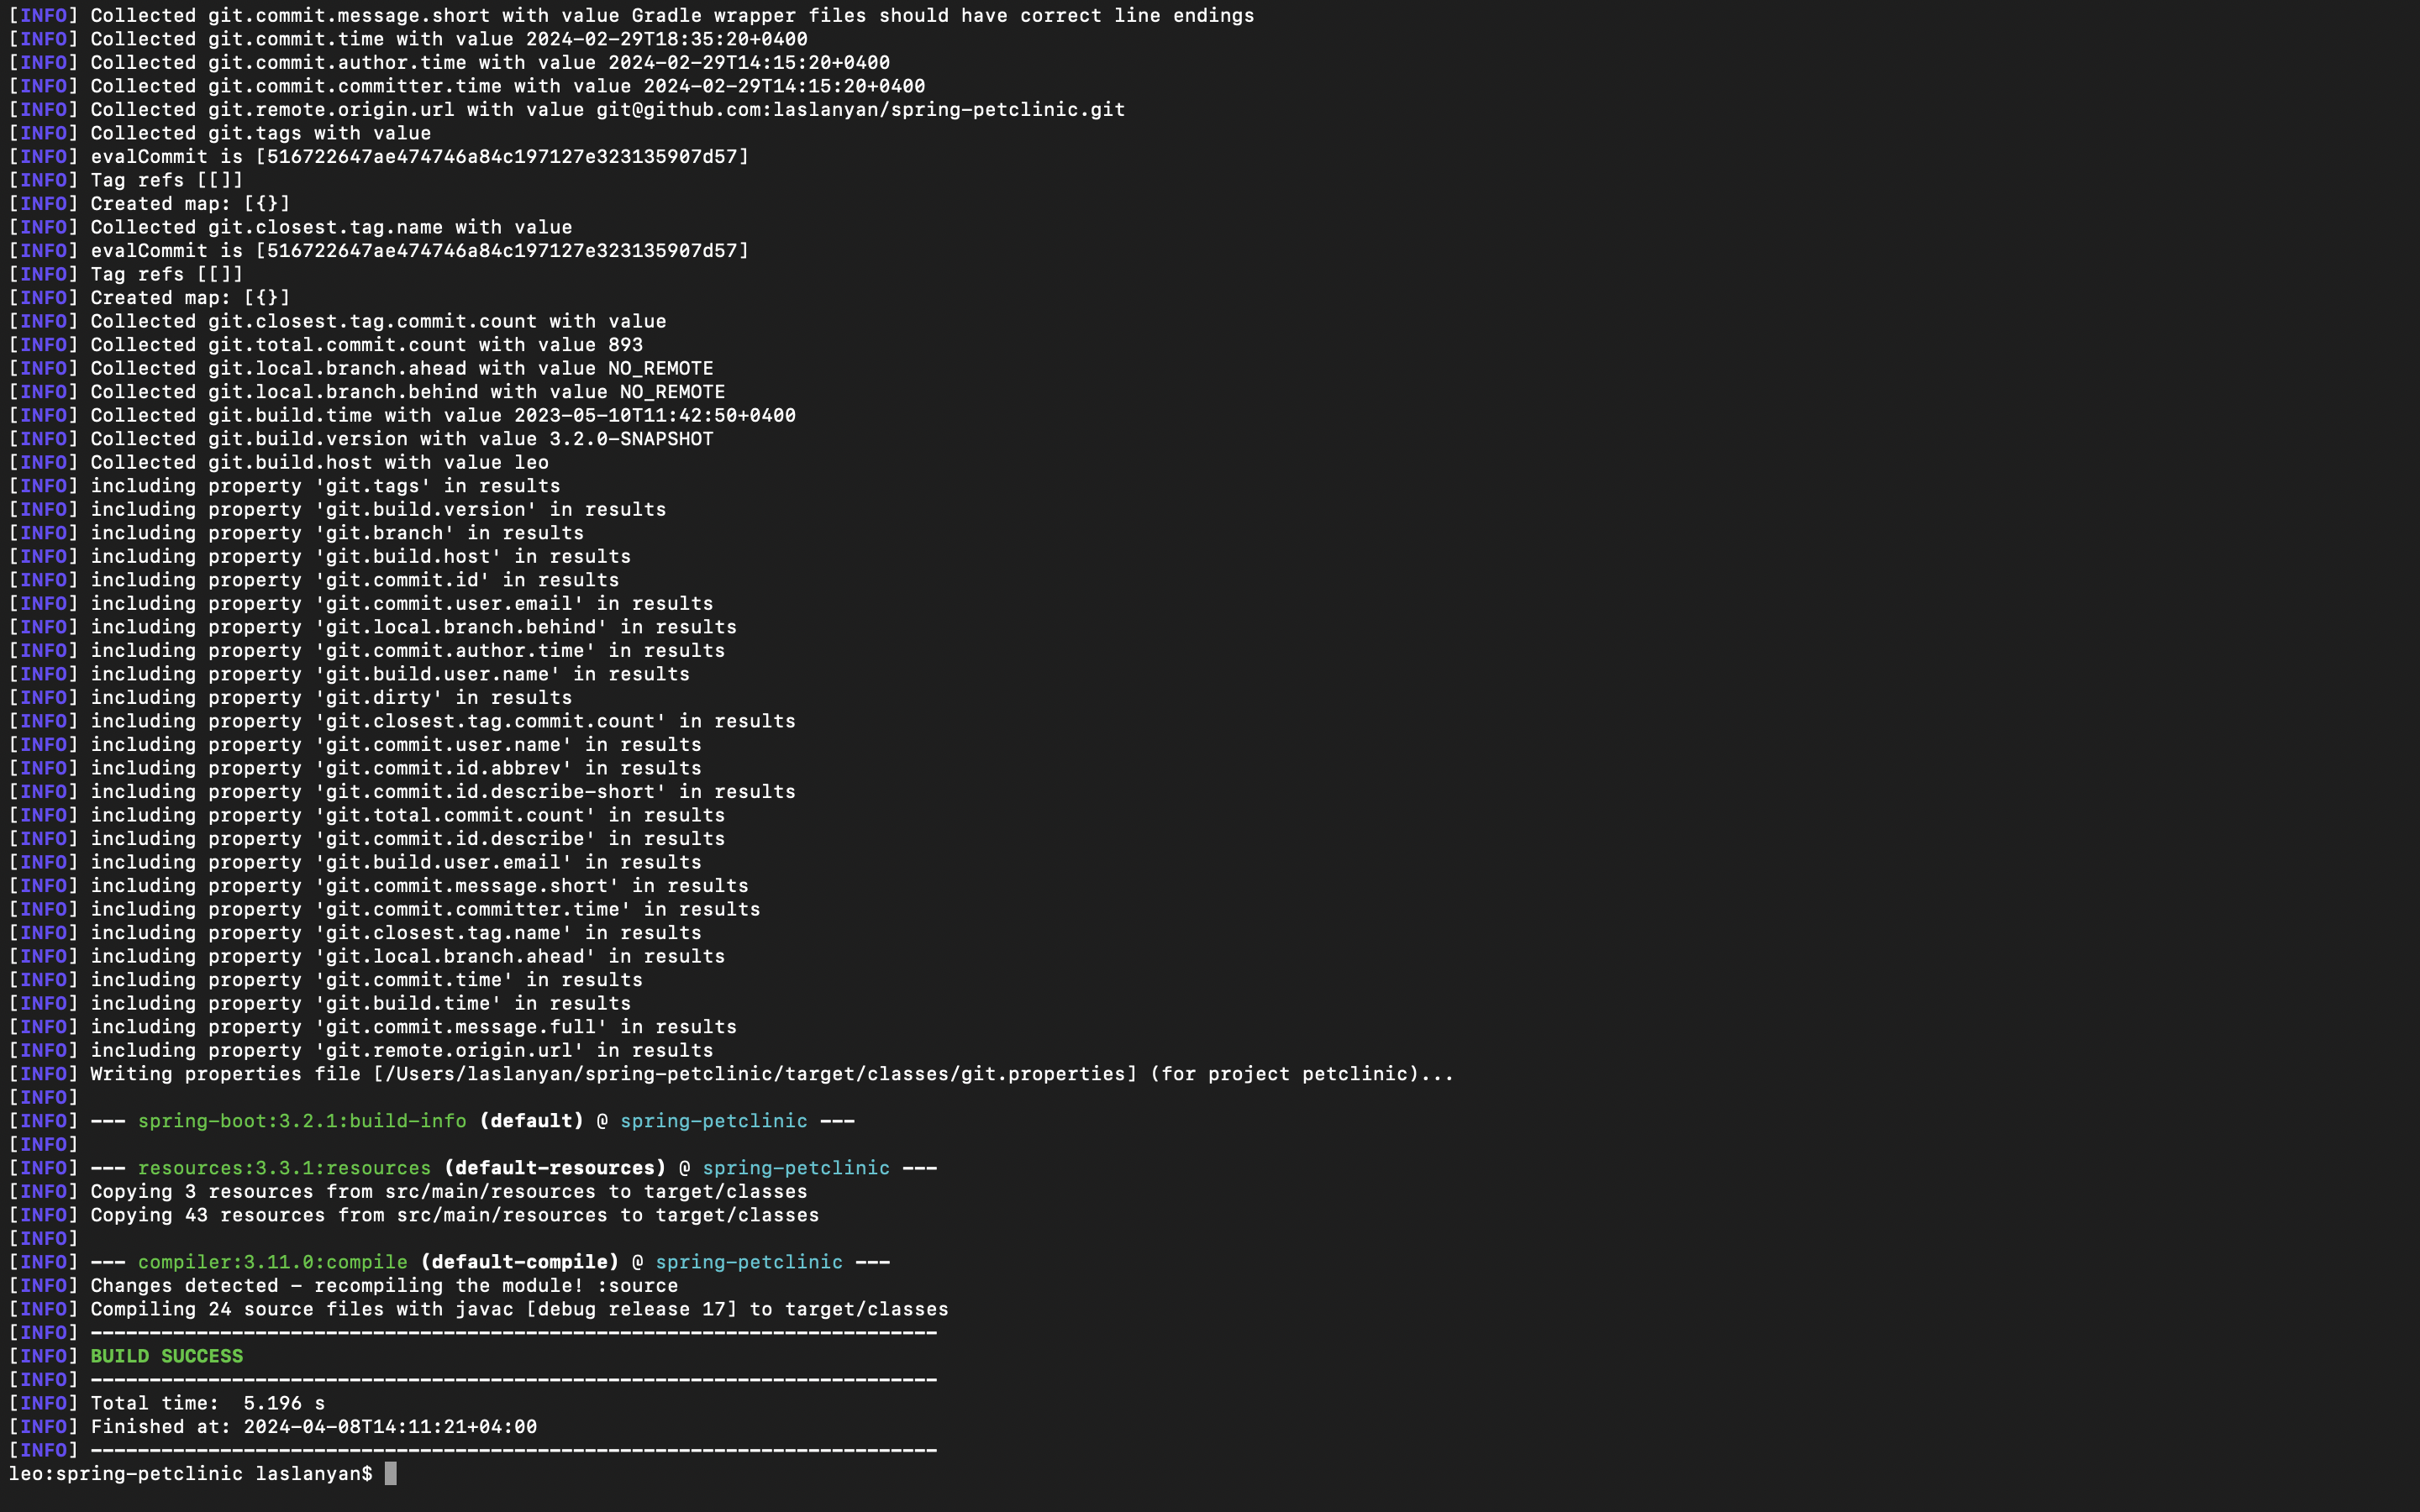 [INFO] Collected git.commit.message.short with value Gradle wrapper files should have correct line endings
[INFO] Collected git.commit.time with value 2024-02-29T18:35:20+0400
[INFO] Collected git.commit.author.time with value 2024-02-29T14:15:20+0400
[INFO] Collected git.commit.committer.time with value 2024-02-29T14:15:20+0400
[INFO] Collected git.remote.origin.url with value git@github.com:laslanyan/spring-petclinic.git
[INFO] Collected git.tags with value
[INFO] evalCommit is [516722647ae474746a84c197127e323135907d57]
[INFO] Tag refs [[]]
[INFO] Created map: [{}]
[INFO] Collected git.closest.tag.name with value
[INFO] evalCommit is [516722647ae474746a84c197127e323135907d57]
[INFO] Tag refs [[]]
[INFO] Created map: [{}]
[INFO] Collected git.closest.tag.commit.count with value
[INFO] Collected git.total.commit.count with value 893
[INFO] Collected git.local.branch.ahead with value NO_REMOTE
[INFO] Collected git.local.branch.behind with value NO_REMOTE
[INFO] Collected git.build.time with value 2023-05-10T11:42:50+0400
[INFO] Collected git.build.version with value 3.2.0-SNAPSHOT
[INFO] Collected git.build.host with value leo
[INFO] including property 'git.tags' in results
[INFO] including property 'git.build.version' in results
[INFO] including property 'git.branch' in results
[INFO] including property 'git.build.host' in results
[INFO] including property 'git.commit.id' in results
[INFO] including property 'git.commit.user.email' in results
[INFO] including property 'git.local.branch.behind' in results
[INFO] including property 'git.commit.author.time' in results
[INFO] including property 'git.build.user.name' in results
[INFO] including property 'git.dirty' in results
[INFO] including property 'git.closest.tag.commit.count' in results
[INFO] including property 'git.commit.user.name' in results
[INFO] including property 'git.commit.id.abbrev' in results
[INFO] including property 'git.commit.id.describe-short' in results
[INFO] including property 'git.total.commit.count' in results
[INFO] including property 'git.commit.id.describe' in results
[INFO] including property 'git.build.user.email' in results
[INFO] including property 'git.commit.message.short' in results
[INFO] including property 'git.commit.committer.time' in results
[INFO] including property 'git.closest.tag.name' in results
[INFO] including property 'git.local.branch.ahead' in results
[INFO] including property 'git.commit.time' in results
[INFO] including property 'git.build.time' in results
[INFO] including property 'git.commit.message.full' in results
[INFO] including property 'git.remote.origin.url' in results
[INFO] Writing properties file [/Users/laslanyan/spring-petclinic/target/classes/git.properties] (for project petclinic)...
[INFO]
[INFO] --- spring-boot:3.2.1:build-info (default) @ spring-petclinic ---
[INFO]
[INFO] --- resources:3.3.1:resources (default-resources) @ spring-petclinic ---
[INFO] Copying 3 resources from src/main/resources to target/classes
[INFO] Copying 43 resources from src/main/resources to target/classes
[INFO]
[INFO] --- compiler:3.11.0:compile (default-compile) @ spring-petclinic ---
[INFO] Changes detected - recompiling the module! :source
[INFO] Compiling 24 source files with javac [debug release 17] to target/classes
[INFO] ------------------------------------------------------------------------
[INFO] BUILD SUCCESS
[INFO] ------------------------------------------------------------------------
[INFO] Total time:  5.196 s
[INFO] Finished at: 2024-04-08T14:11:21+04:00
[INFO] ------------------------------------------------------------------------
leo:spring-petclinic laslanyan$